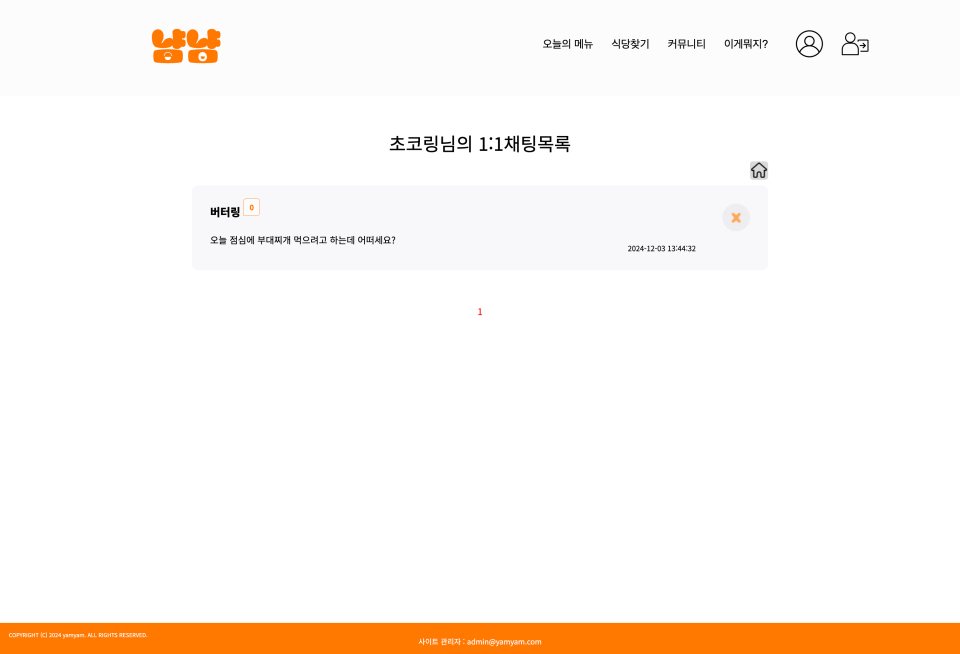 냠냠
오늘의 메뉴 식당찾기 커뮤니티 이게뭐지?
초코링님의 1:1채팅목록
버터링 0
오늘 점심에 부대찌개 먹으려고 하는데 어떠세요?
2024-12-03 13:44:32
1
COPYRIGHT (C) 2024 yamyam. ALL RIGHTS RESERVED.
사이트 관리자 : admin@yamyam.com